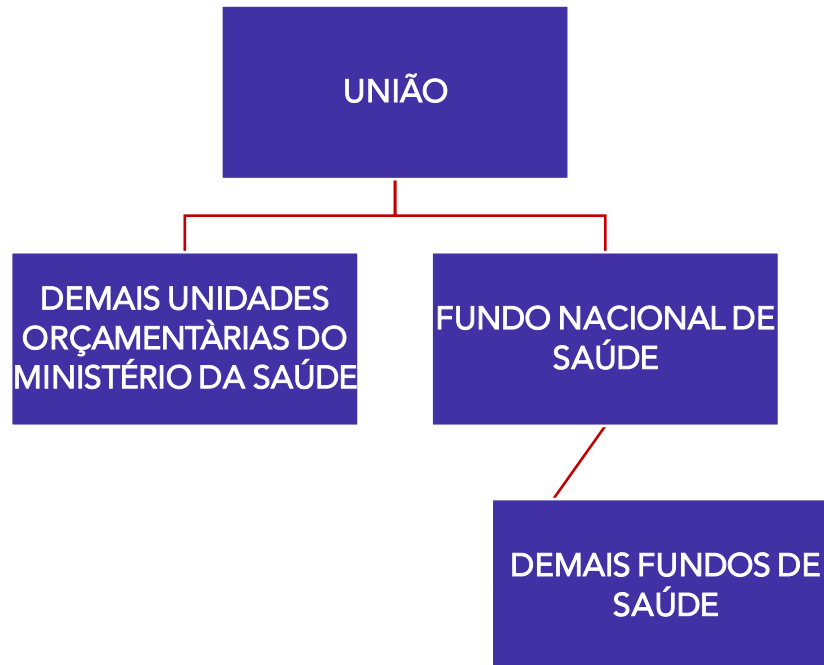 UNIÃO
DEMAIS UNIDADES
ORÇAMENTÀRIAS DO
MINISTÉRIO DA SAÚDE
FUNDO NACIONAL DE
SAÚDE
DEMAIS FUNDOS DE
SAÚDE